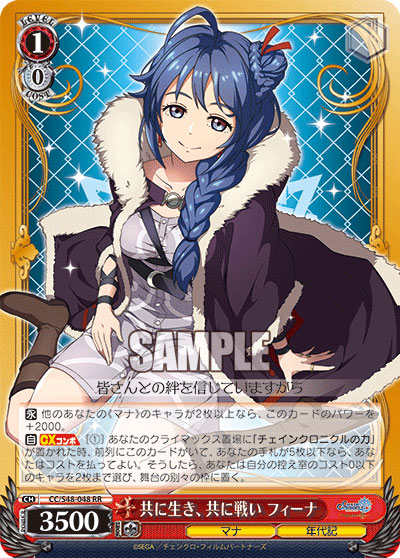 LEVEL
1
0
COST
SAMPLE
皆さんとの絆を信じていますから
永 他のあなたの《マナ》のキャラが2枚以上なら、このカードのパワーを
+2000。
自 CXコンボ [①] あなたのクライマックス置場に「チェインクロニクルの力」
が置かれた時、前列にこのカードがいて、あなたの手札が5枚以下なら、あなた
はコストを払ってよい。そうしたら、あなたは自分の控え室のコスト0以下
のキャラを2枚まで選び、舞台の別々の枠に置く。
CH CC/S48-048 RR
3500
共に生き、共に戦い フィーナ
マナ
年代記
©SEGA／チェンクロ・フィルムパートナーズ